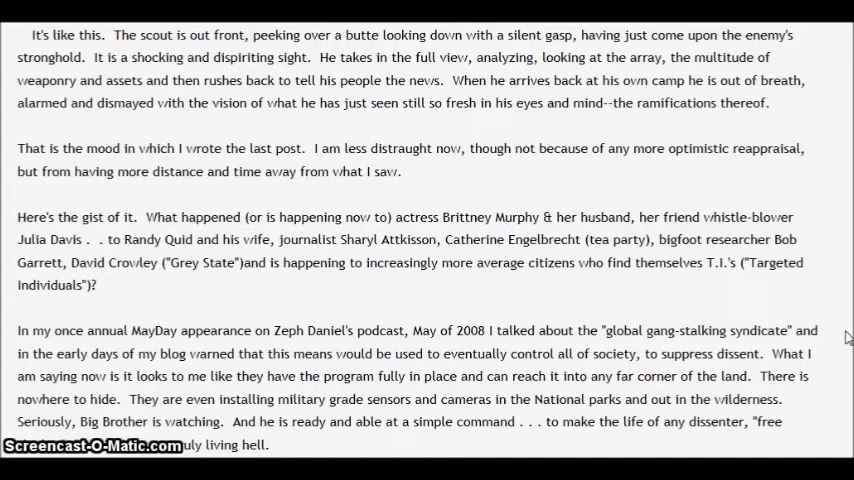 It's like this. The scout is out front, peeking over a butte looking down with a silent gasp, having just come upon the enemy's
stronghold. It is a shocking and dispiriting sight. He takes in the full view, analyzing, looking at the array, the multitude of
weaponry and assets and then rushes back to tell his people the news. When he arrives back at his own camp he is out of breath,
alarmed and dismayed with the vision of what he has just seen still so fresh in his eyes and mind--the ramifications thereof.
That is the mood in which I wrote the last post. I am less distraught now, though not because of any more optimistic reappraisal,
but from having more distance and time away from what I saw.
Here's the gist of it. What happened (or is happening now to) actress Brittney Murphy & her husband, her friend whistle-blower
Julia Davis . . to Randy Quid and his wife, journalist Sharyl Attkisson, Catherine Engelbrecht (tea party), bigfoot researcher Bob
Garrett, David Crowley ("Grey State")and is happening to increasingly more average citizens who find themselves T.I.'s ("Targeted
Individuals")?
In my once annual MayDay appearance on Zeph Daniel's podcast, May of 2008 I talked about the "global gang-stalking syndicate" and
in the early days of my blog warned that this means would be used to eventually control all of society, to suppress dissent. What I
am saying now is it looks to me like they have the program fully in place and can reach it into any far corner of the land. There is
nowhere to hide. They are even installing military grade sensors and cameras in the National parks and out in the wilderness.
Seriously, Big Brother is watching. And he is ready and able at a simple command . . . to make the life of any dissenter, "free
living hell.
Screencast-O-Matic.com